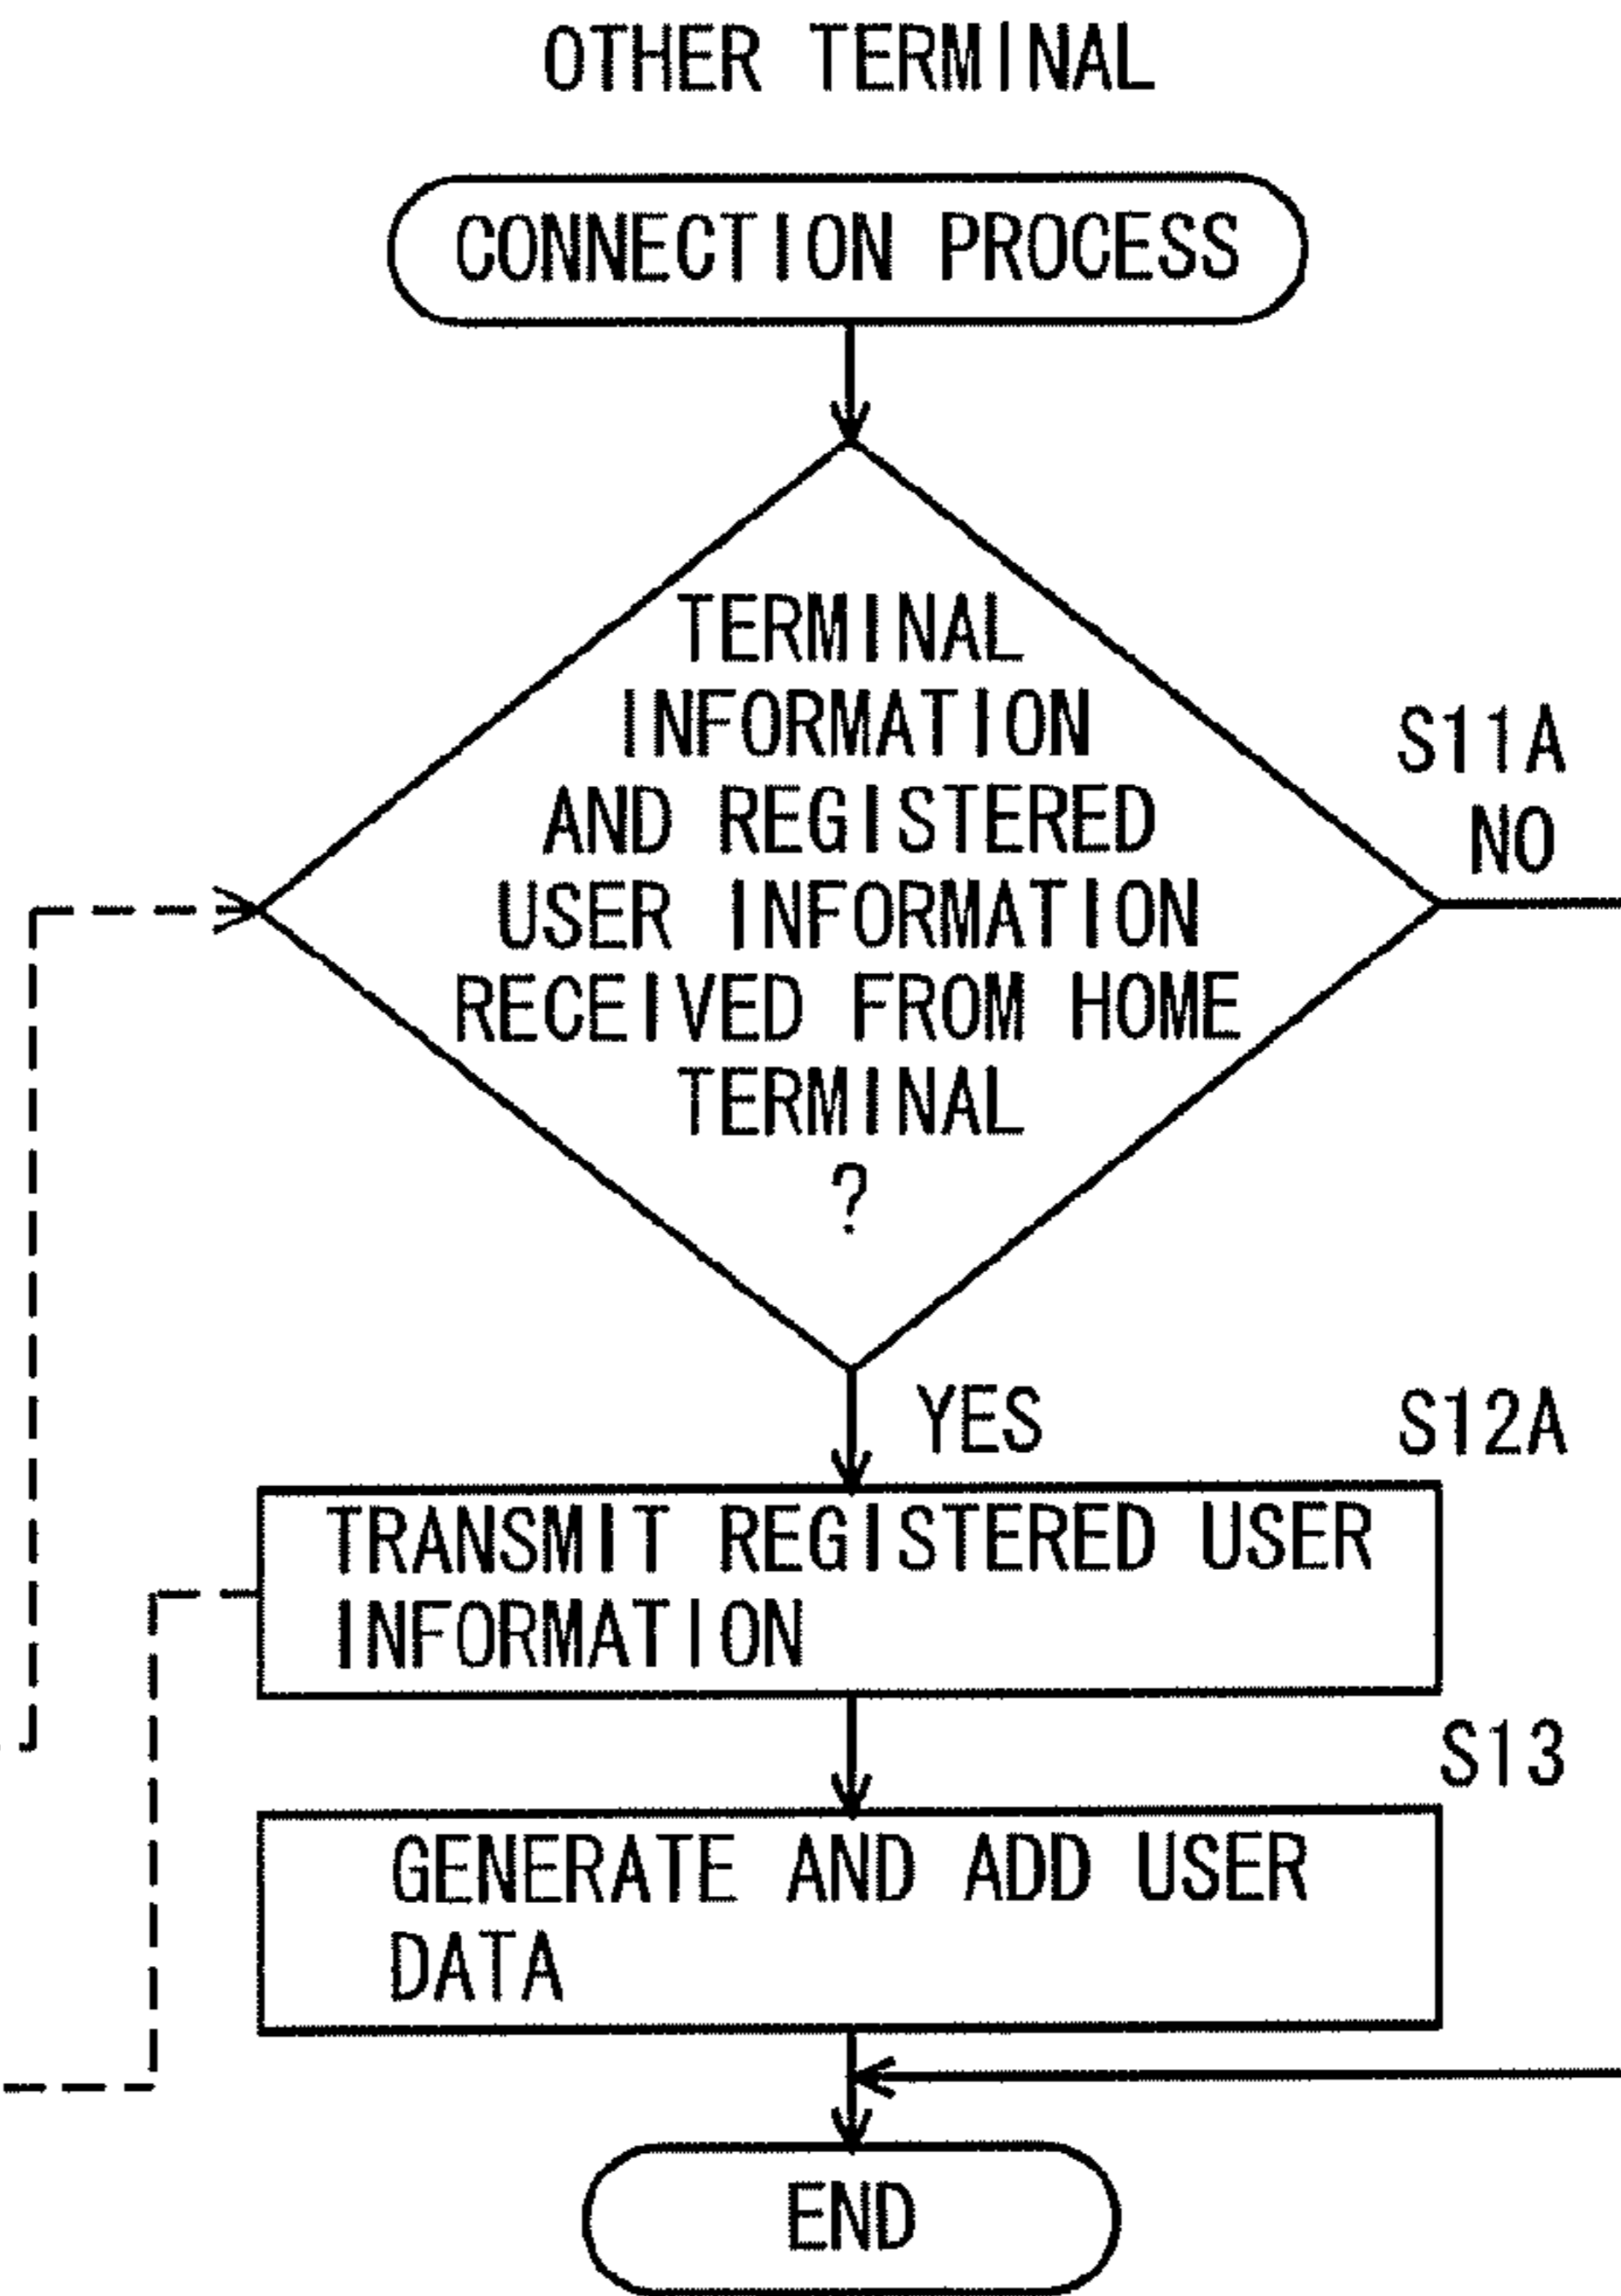 OTHER TERMINAL
CONNECTION PROCESS
TERMINAL
INFORMATION
AND REGISTERED
USER INFORMATION
RECEIVED FROM HOME
TERMINAL
?
S11A
NO
YES
S12A
TRANSMIT REGISTERED USER
INFORMATION
S13
GENERATE AND ADD USER
DATA
END